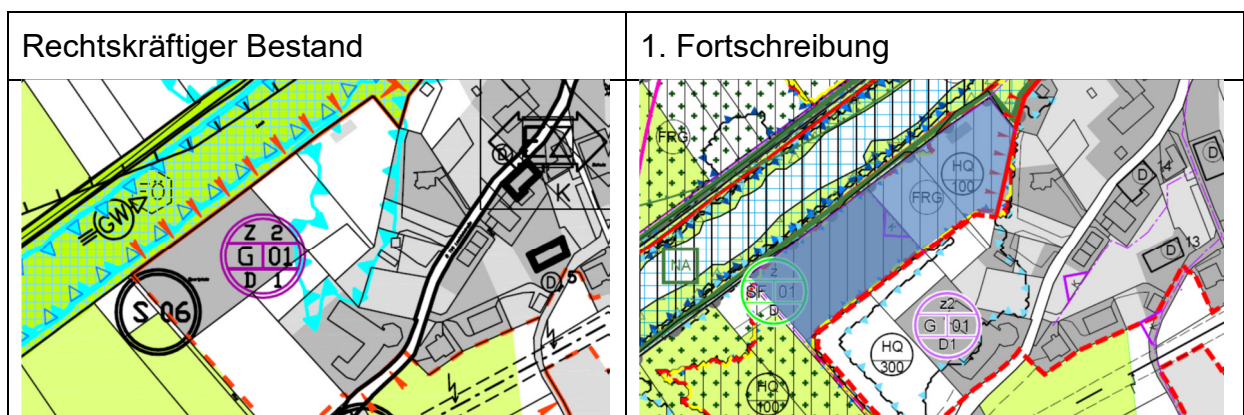 Rechtskräftiger Bestand
1. Fortschreibung
GW
Z 2
G 01
D 1
S 06
D
K
D 5
FRG
HQ
100
FRG
NA
z
SF 01
L D
z2
G 01
D1
HQ
300
HQ
100
D 14
D
D 13
K